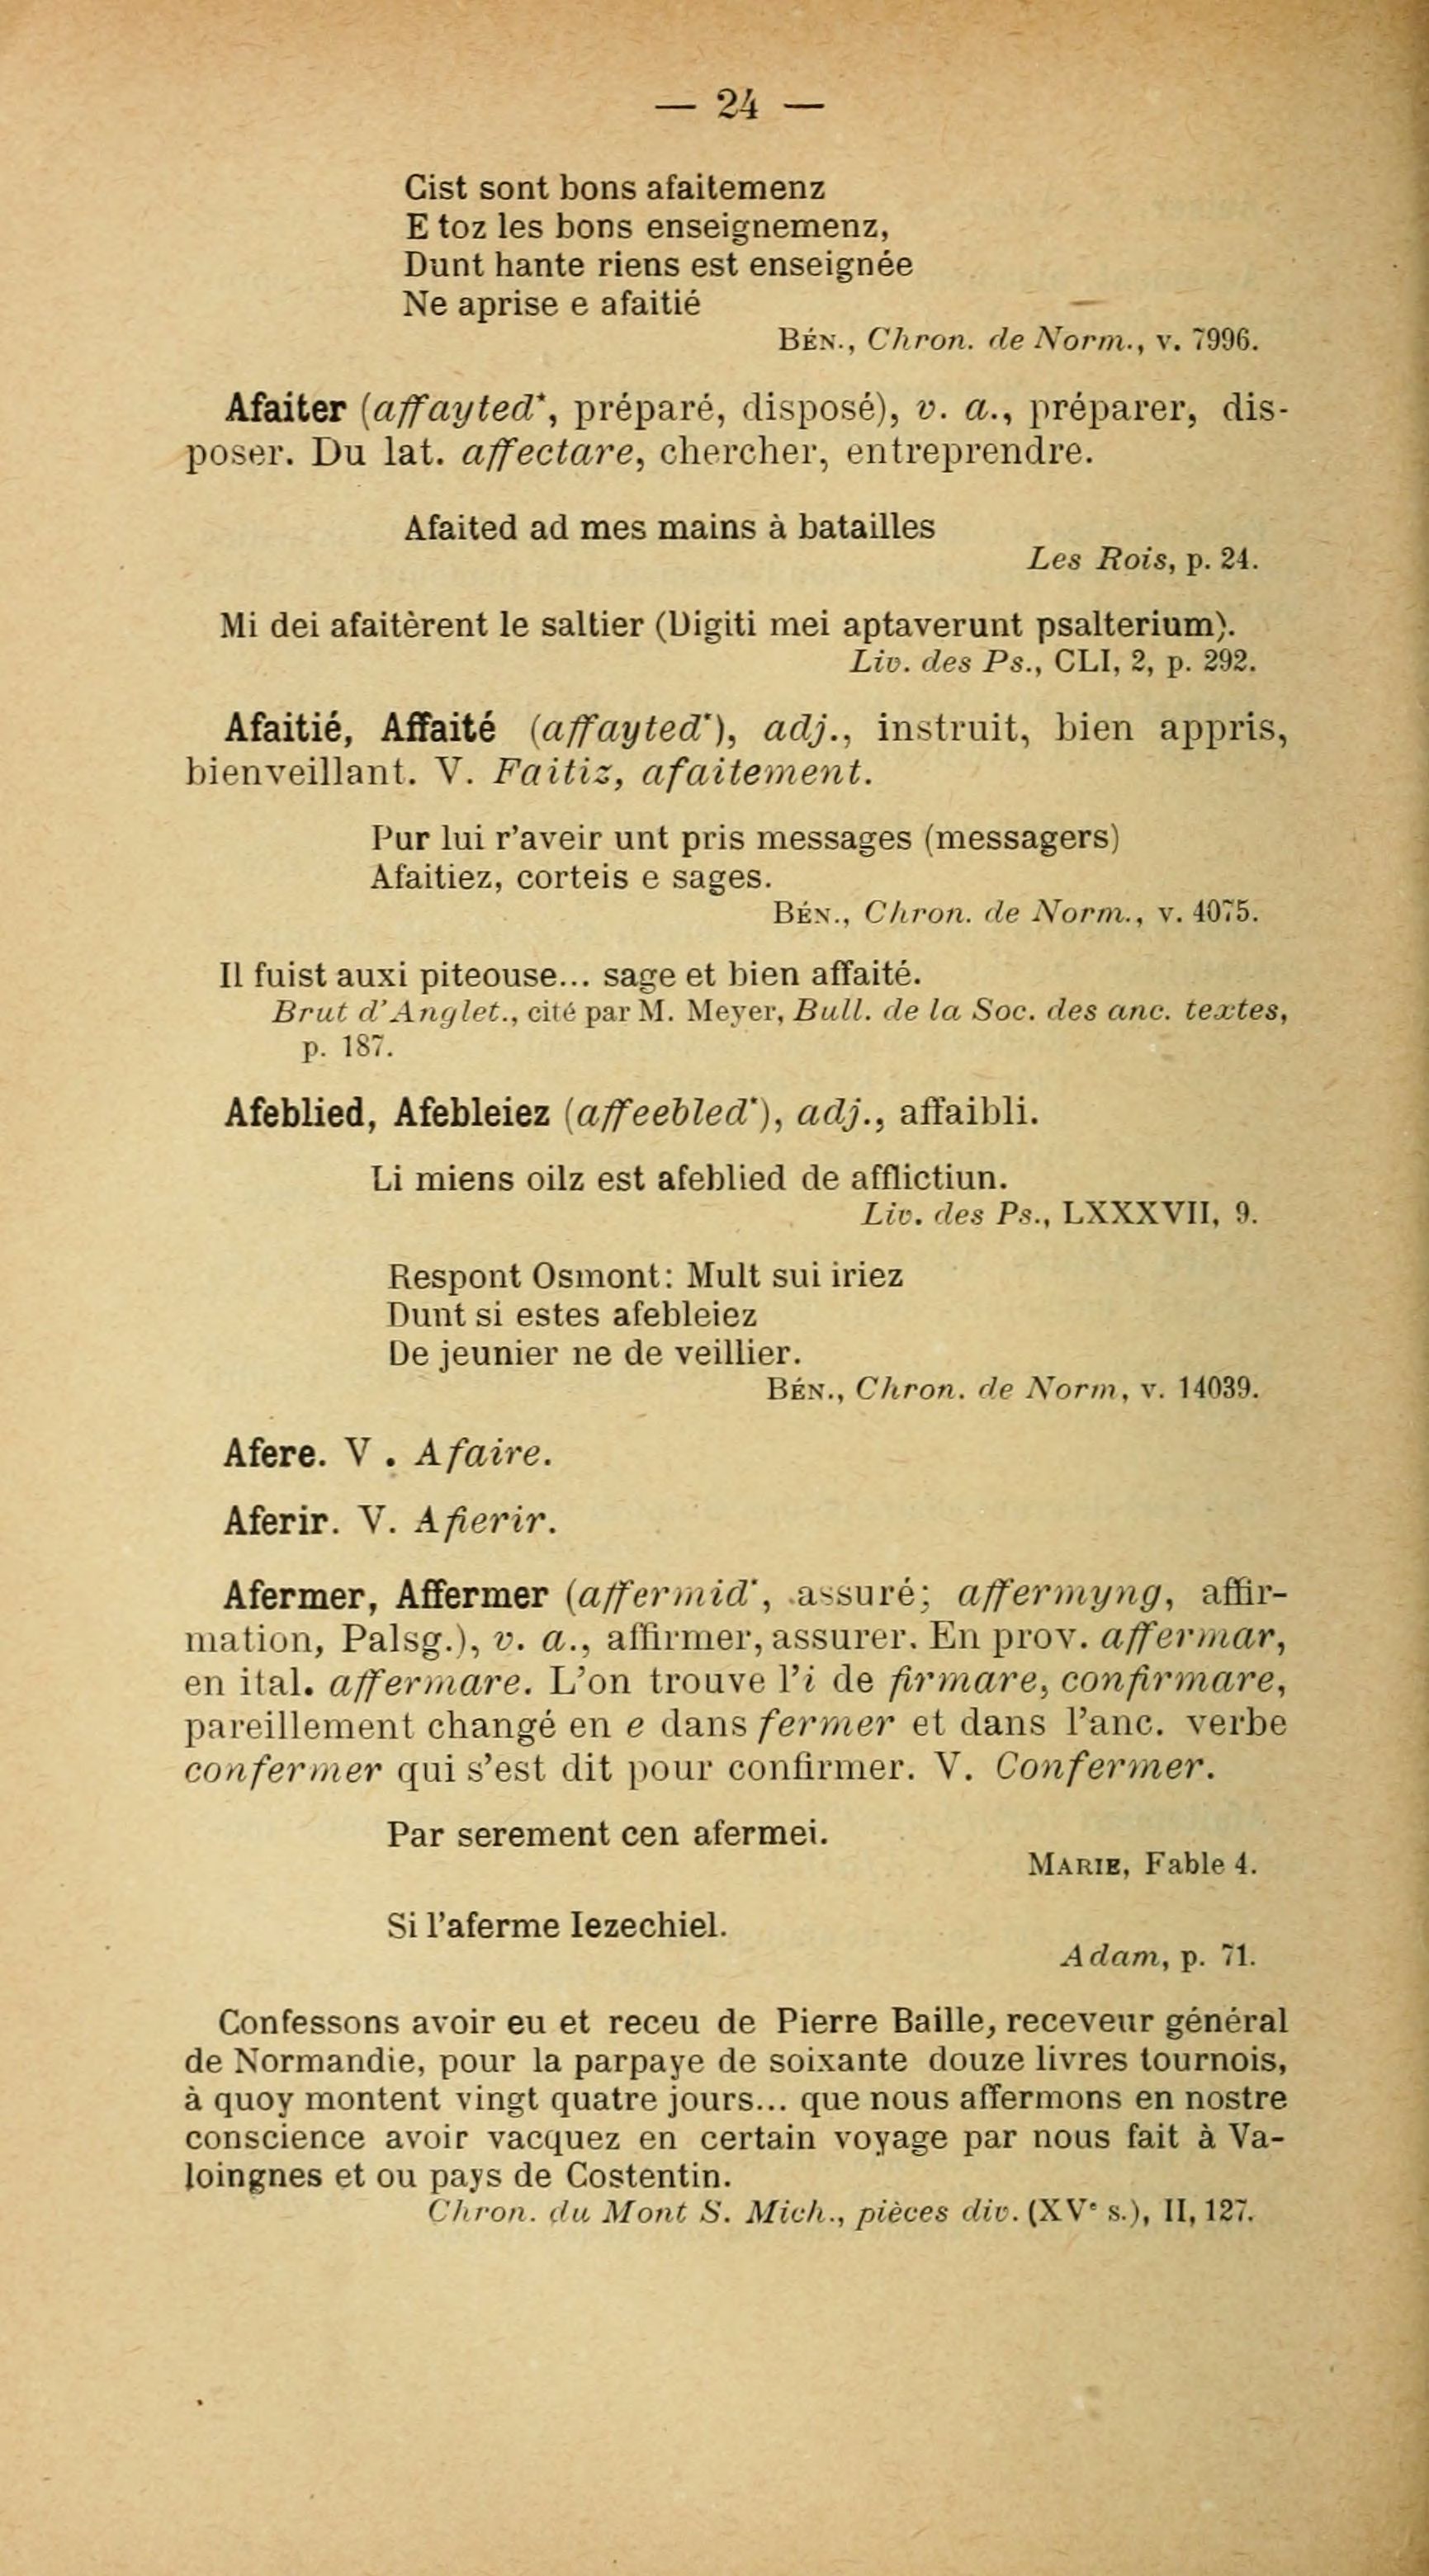 — 24 —
Cist sont bons afaitemenz
E toz les bons enseignemenz,
Dunt hante riens est enseignée
Ne aprise e afaitié
BÉN., Chron. de Norm., v. 7996.
Afaiter (affayted*, préparé, disposé), v. a., préparer, dis-
poser. Du lat. affectare, chercher, entreprendre.
Afaited ad mes mains à batailles
Les Rois, p. 24.
Mi dei afaitèrent le saltier (Digiti mei aptaverunt psalterium).
Liv. des Ps., CLI, 2, p. 292.
Afaitié, Affaité (affayted*), adj., instruit, bien appris,
bienveillant. V. Faitiz, afaitement.
Pur lui r'aveir unt pris messages (messagers)
Afaitiez, corteis e sages.
BÉN., Chron. de Norm., v. 4075.
Il fuist auxi piteouse... sage et bien affaité.
Brut d'Anglet., cité par M. Meyer, Bull. de la Soc. des anc. textes,
p. 187.
Afeblied, Afebleiez (affeebled*), adj., affaibli.
Li miens oilz est afeblied de afflictiun.
Liv. des Ps., LXXXVII, 9.
Respont Osmont: Mult sui iriez
Dunt si estes afebleiez
De jeunier ne de veillier.
BÉN., Chron. de Norm, v. 14039.
Afere. V. Afaire.
Aferir. V. Afierir.
Afermer, Affermer (affermid*, assuré; affermyng, affir-
mation, Palsg.), v. a., affirmer, assurer. En prov. affermar,
en ital. affermare. L'on trouve l'i de firmare, confirmare,
pareillement changé en e dans fermer et dans l'anc. verbe
confermer qui s'est dit pour confirmer. V. Confermer.
Par serement cen afermei.
MARIE, Fable 4.
Si l'aferme Iezechiel.
Adam, p. 71.
Confessons avoir eu et receu de Pierre Baille, receveur général
de Normandie, pour la parpaye de soixante douze livres tournois,
à quoy montent vingt quatre jours... que nous affermons en nostre
conscience avoir vacquez en certain voyage par nous fait à Va-
loingnes et ou pays de Costentin.
Chron. du Mont S. Mich., pièces div. (XVe s.), II, 127.